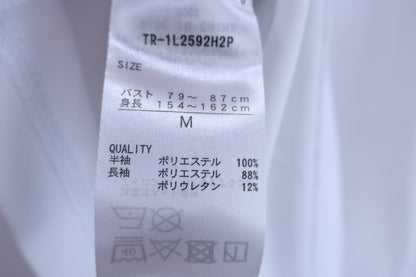 TR-1L2592H2P
SIZE
バスト 79～ 87cm
身長 154～162cm
M
QUALITY
半袖 ポリエステル 100%
長袖 ポリエステル 88%
ポリウレタン 12%
40